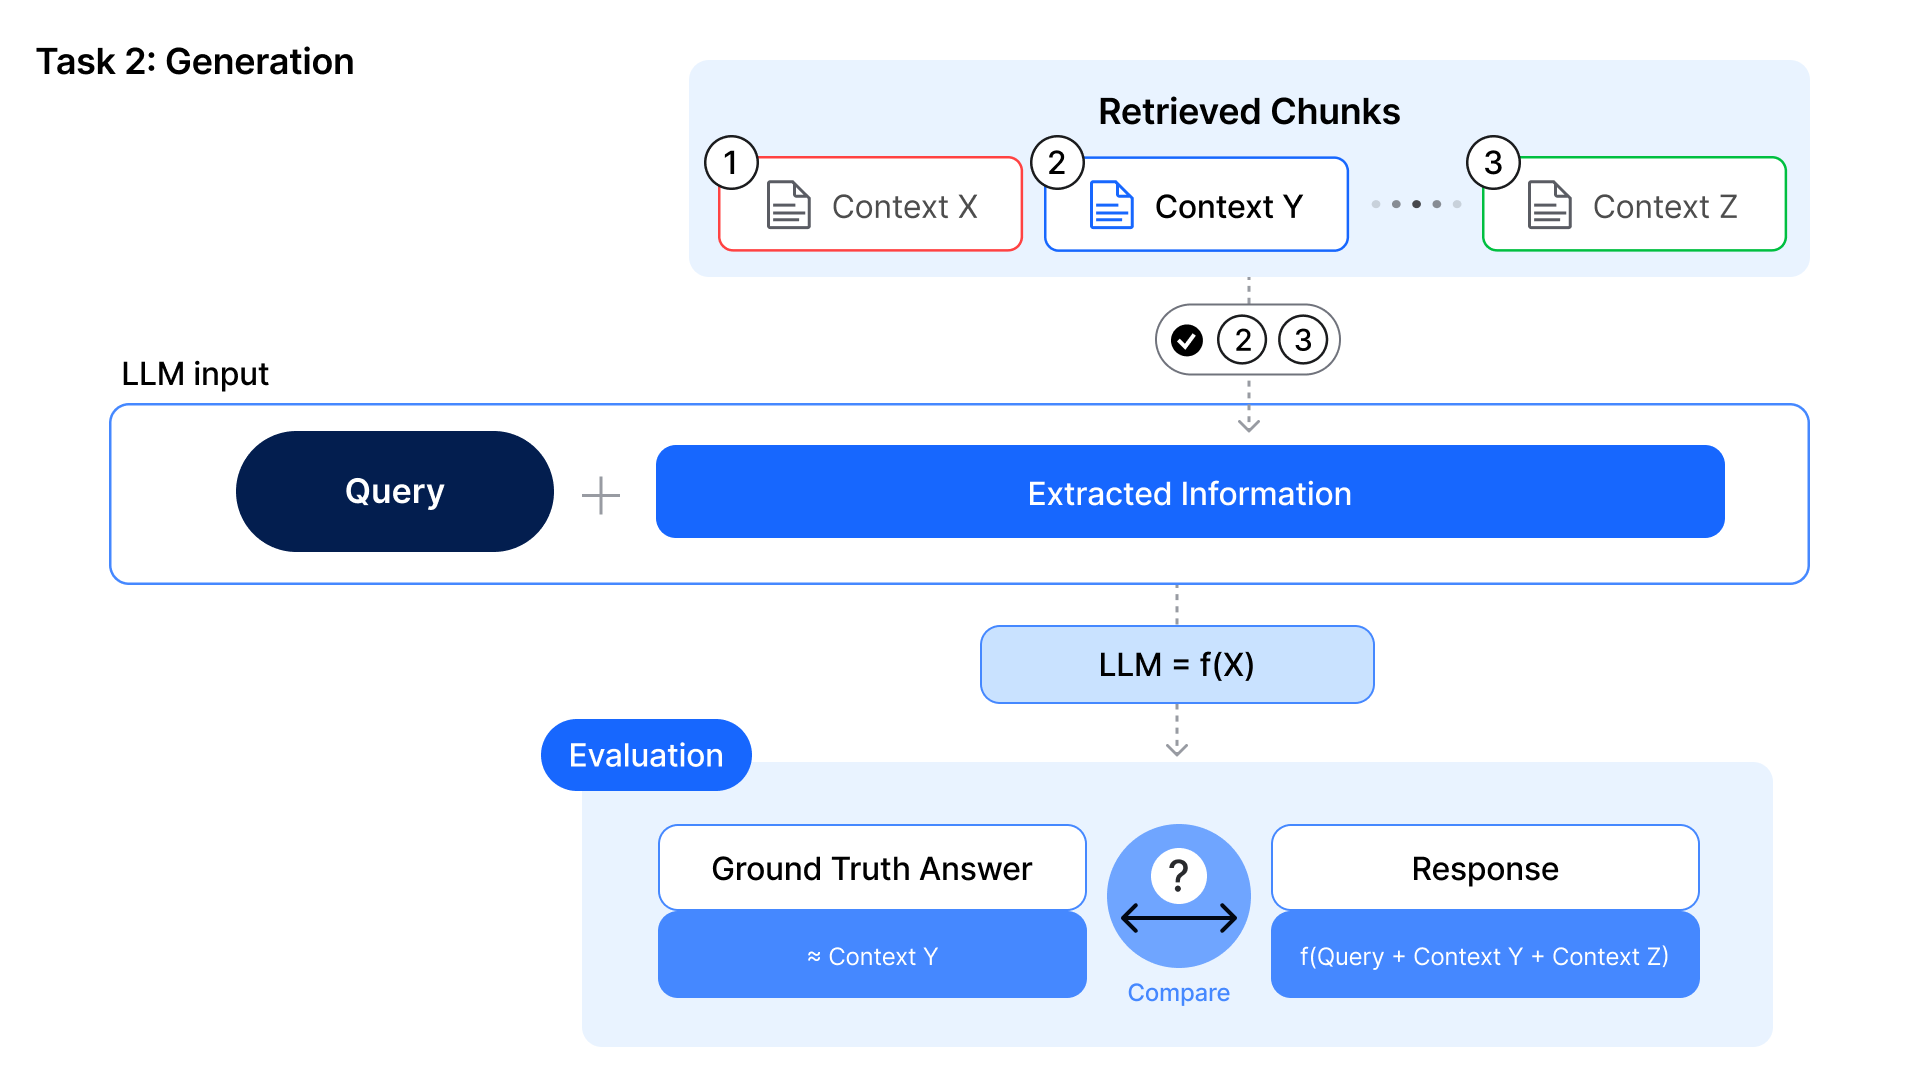 Task 2: Generation
Retrieved Chunks
1
Context X
2
Context Y
3
Context Z
2 3
LLM input
Query
Extracted Information
LLM = f(X)
Evaluation
Ground Truth Answer
≈ Context Y
?
Compare
Response
f(Query + Context Y + Context Z)